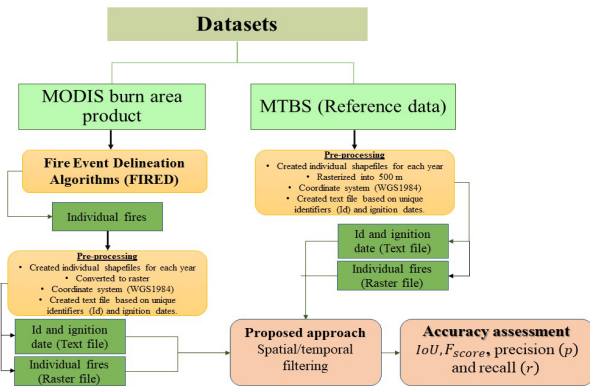 Datasets
MODIS burn area
product
MTBS (Reference data)
Fire Event Delineation
Algorithms (FIRED)
Individual fires
Pre-processing
• Created individual shapefiles for each year
• Converted to raster
• Coordinate system (WGS1984)
• Created text file based on unique
identifiers (Id) and ignition dates.
Id and ignition
date (Text file)
Individual fires
(Raster file)
Pre-processing
• Created individual shapefiles for each year
• Rasterized into 500 m
• Coordinate system (WGS1984)
• Created text file based on unique
identifiers (Id) and ignition dates.
Id and ignition
date (Text file)
Individual fires
(Raster file)
Proposed approach
Spatial/temporal
filtering
Accuracy assessment
IoU, F_score, precision (p)
and recall (r)